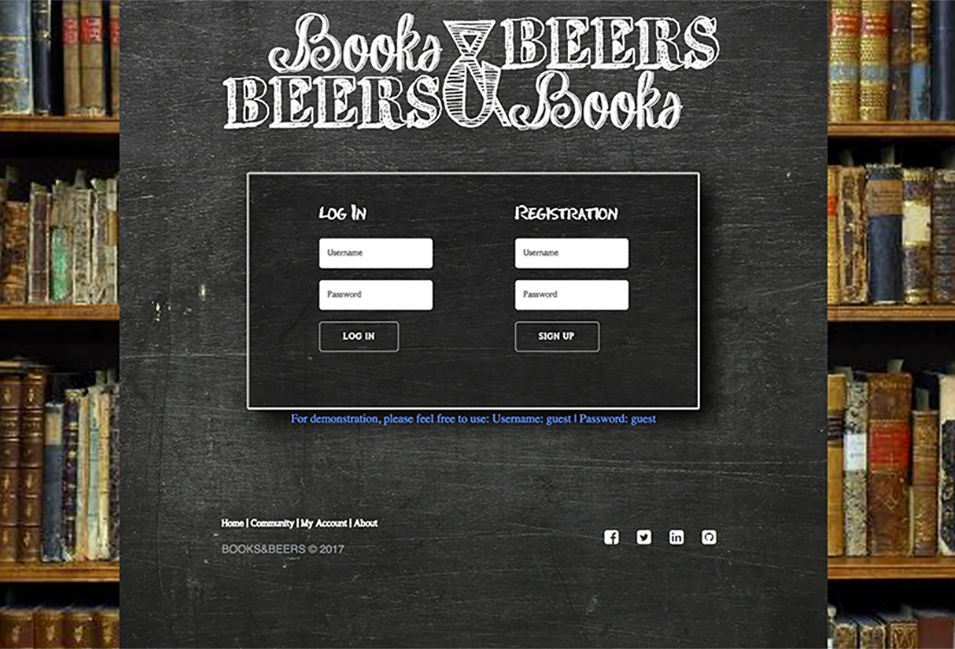 Books & BEERS
BEERS & Books
Log In
Registration
Username
Username
Password
Password
LOG IN
SIGN UP
For demonstration, please feel free to use: Username: guest | Password: guest
Home | Community | My Account | About
BOOKS&BEERS © 2017